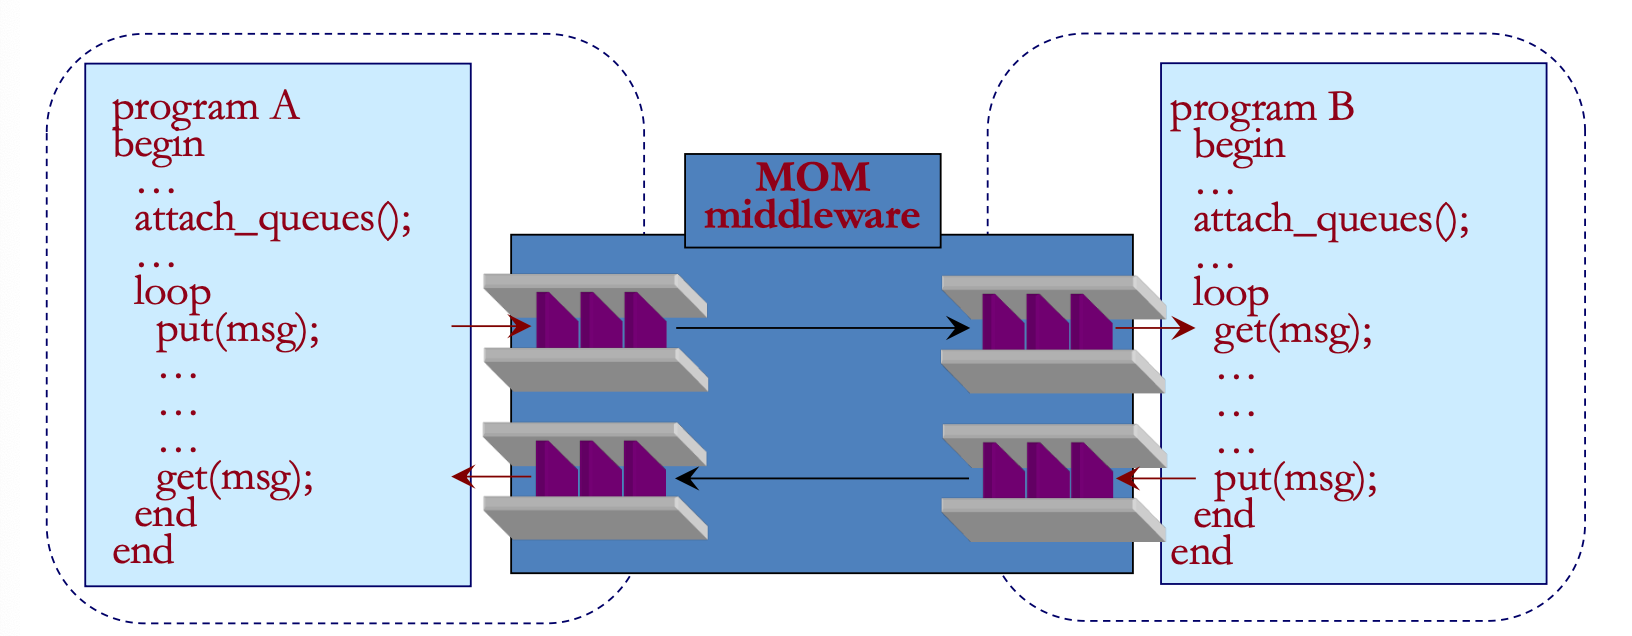 program A
begin
…
attach_queues();
…
loop
put(msg);
…
…
…
get(msg);
end
end
MOM
middleware
program B
begin
…
attach_queues();
…
loop
get(msg);
…
…
…
put(msg);
end
end